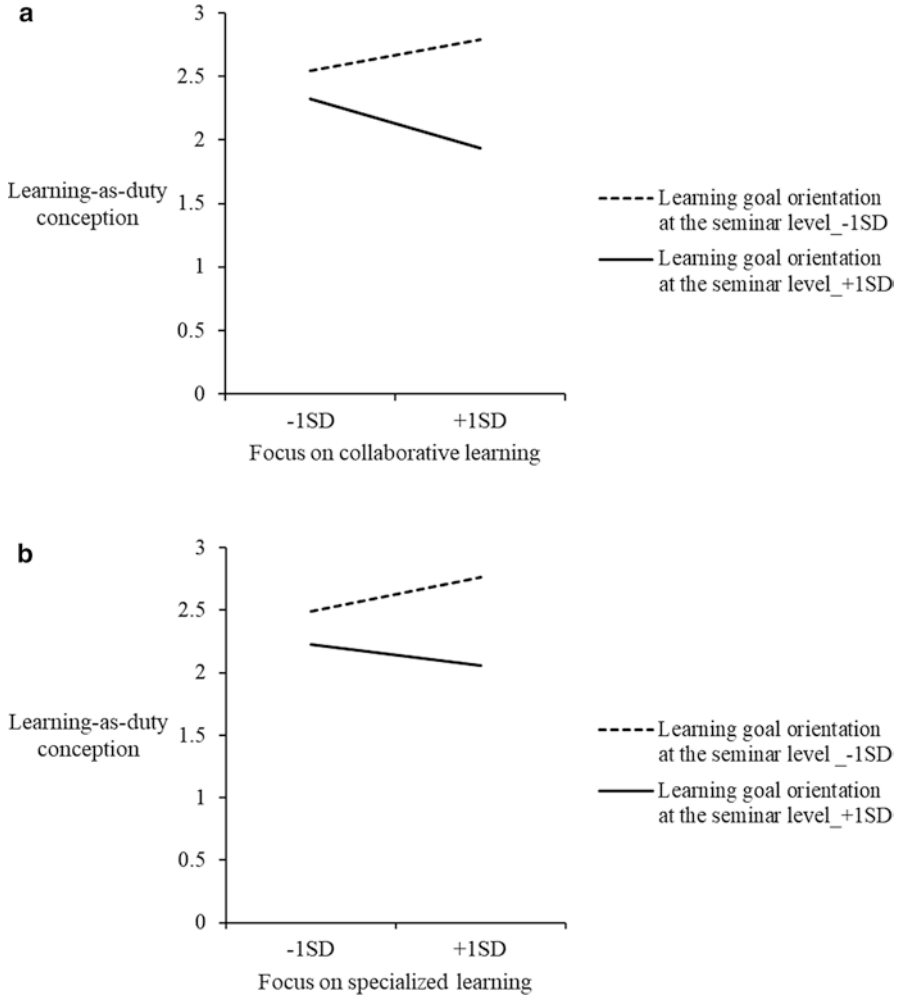 a
3
2.5
2
1.5
1
0.5
0
Learning-as-duty
conception
-1SD
+1SD
Focus on collaborative learning
Learning goal orientation
at the seminar level_-1SD
Learning goal orientation
at the seminar level_+1SD
b
3
2.5
2
1.5
1
0.5
0
Learning-as-duty
conception
-1SD
+1SD
Focus on specialized learning
Learning goal orientation
at the seminar level _-1SD
Learning goal orientation
at the seminar level_+1SD